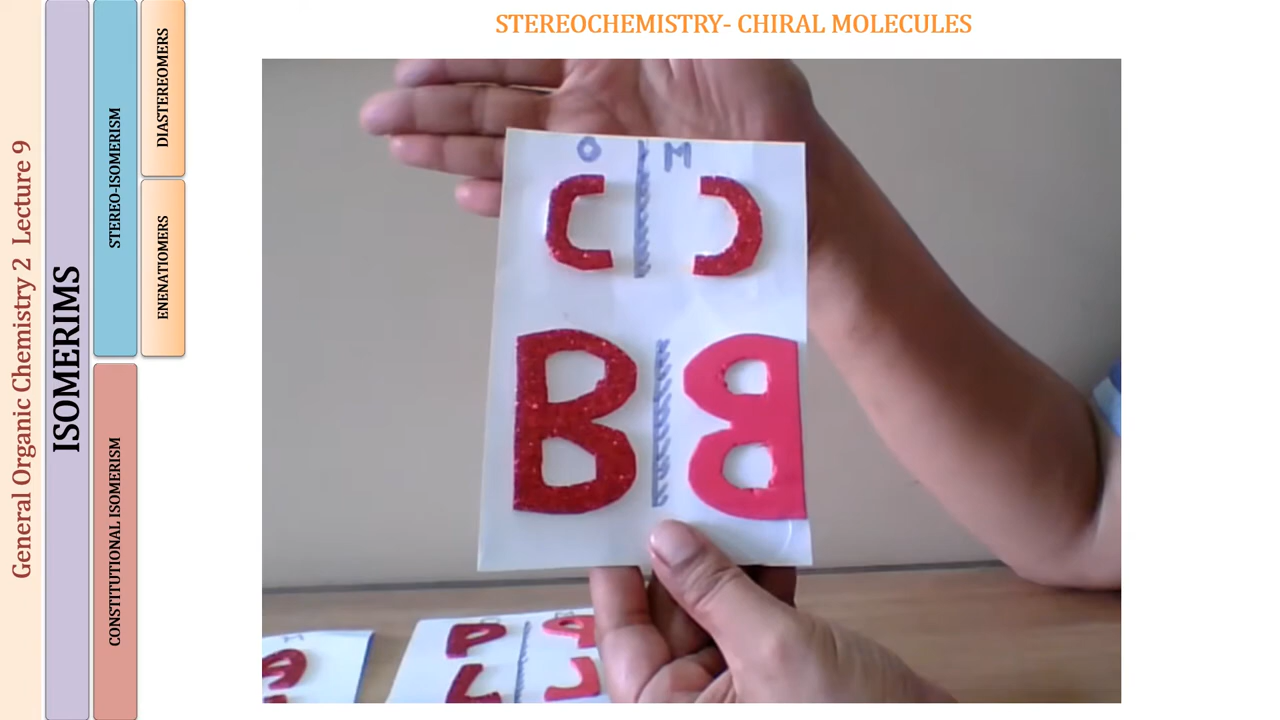 STEREOCHEMISTRY- CHIRAL MOLECULES
General Organic Chemistry 2 Lecture 9
ISOMERIMS
STEREO-ISOMERISM
DIASTEREOMERS
ENENATIOMERS
CONSTITUTIONAL ISOMERISM
O M
C C
B B
P P
A L L